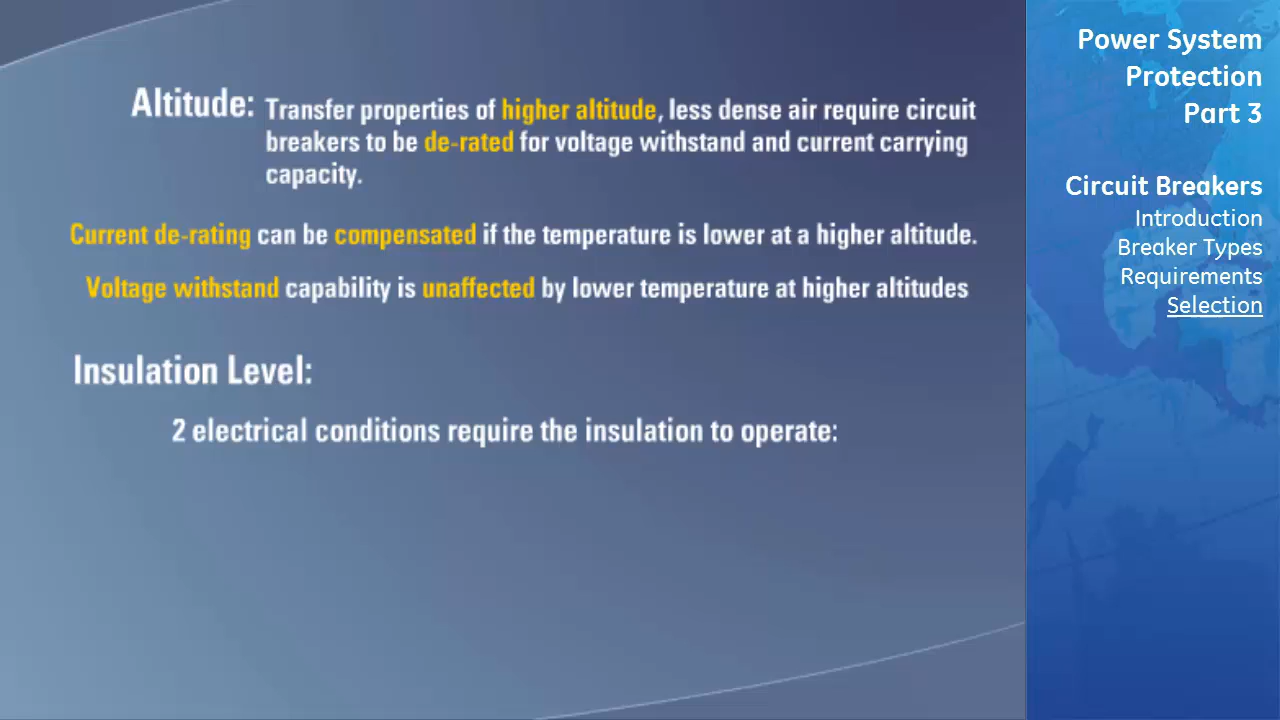 Altitude: Transfer properties of higher altitude, less dense air require circuit
breakers to be de-rated for voltage withstand and current carrying
capacity.
Current de-rating can be compensated if the temperature is lower at a higher altitude.
Voltage withstand capability is unaffected by lower temperature at higher altitudes
Insulation Level:
2 electrical conditions require the insulation to operate:
Power System
Protection
Part 3
Circuit Breakers
Introduction
Breaker Types
Requirements
Selection